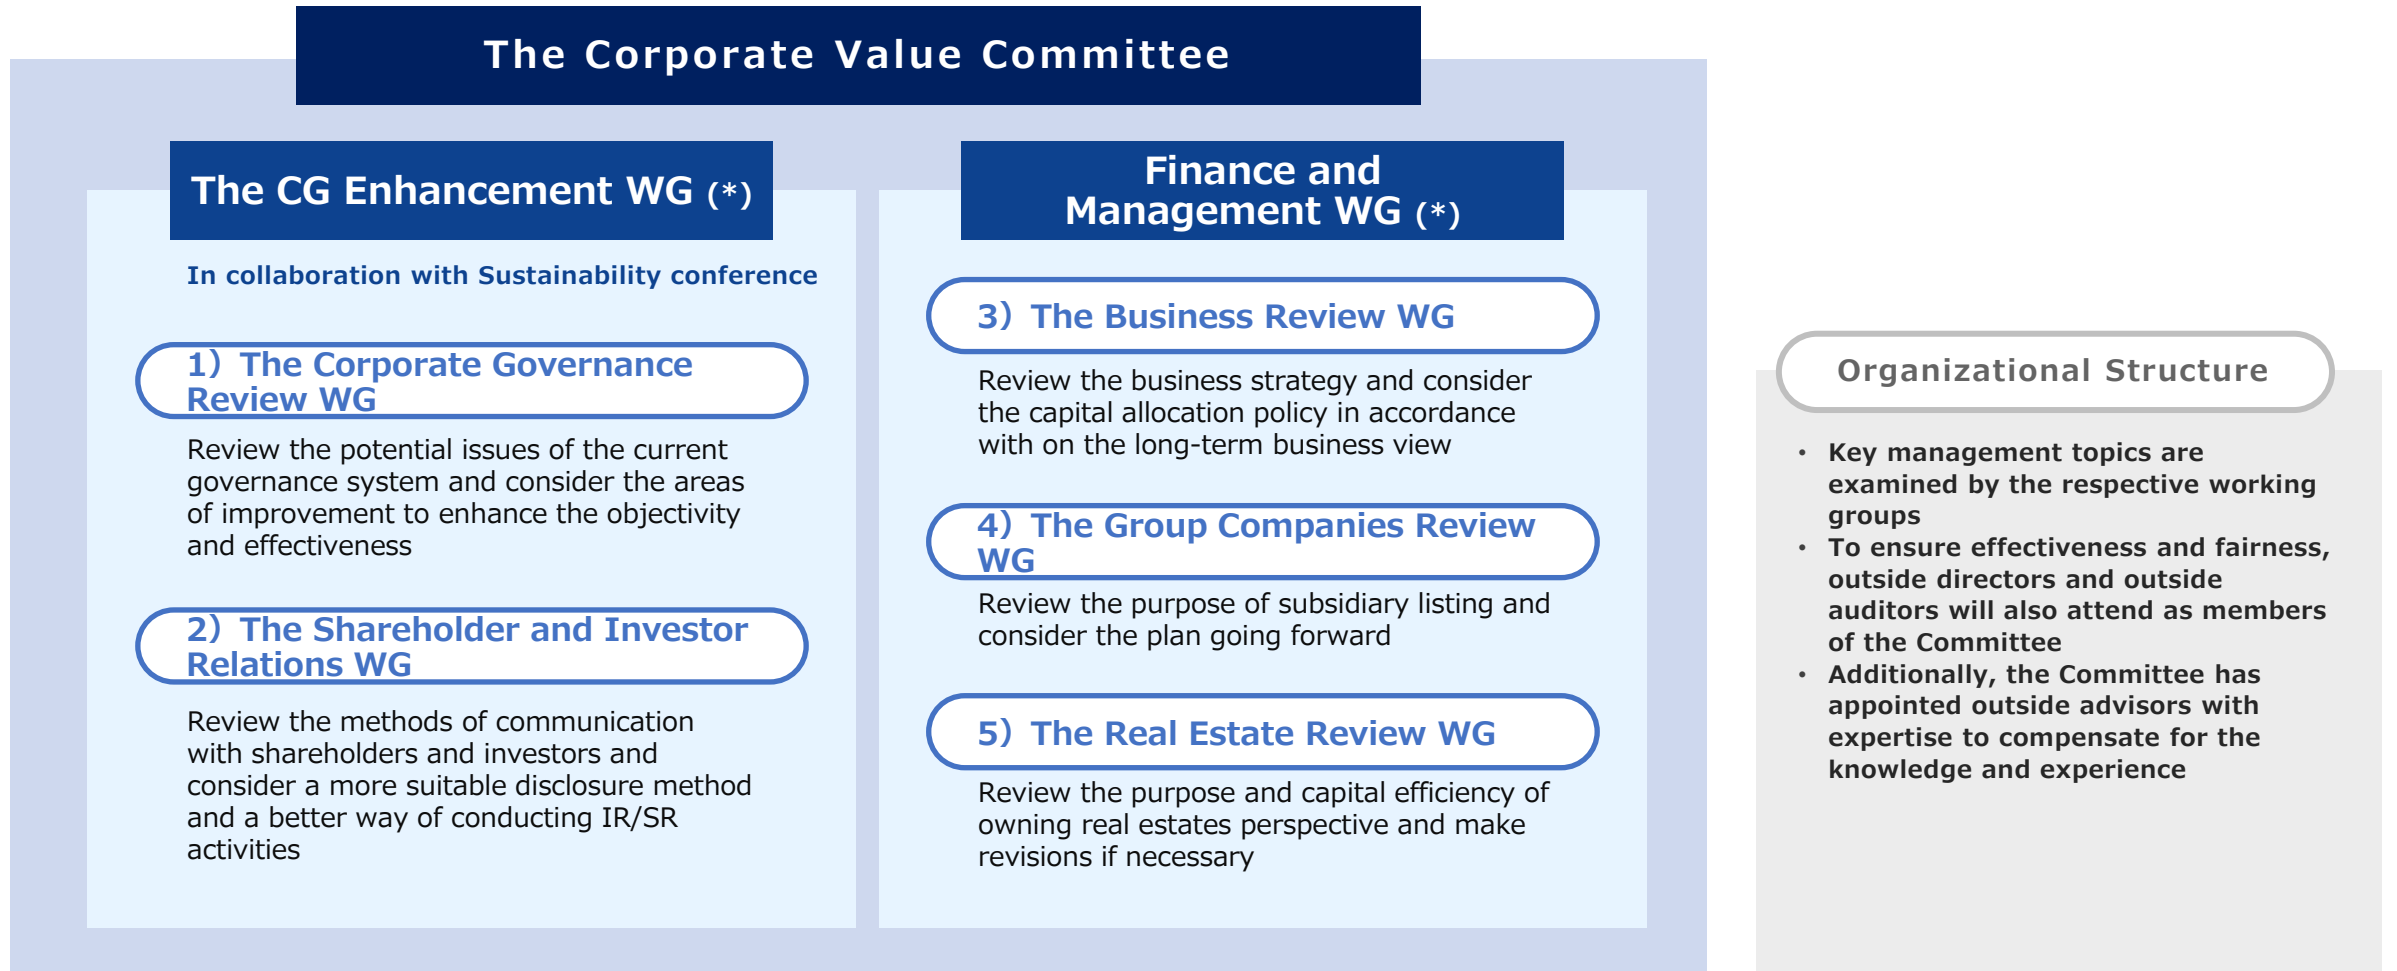 The Corporate Value Committee
The CG Enhancement WG (*)
In collaboration with Sustainability conference
1）The Corporate Governance
Review WG
Review the potential issues of the current
governance system and consider the areas
of improvement to enhance the objectivity
and effectiveness
2）The Shareholder and Investor
Relations WG
Review the methods of communication
with shareholders and investors and
consider a more suitable disclosure method
and a better way of conducting IR/SR
activities
Finance and
Management WG (*)
3）The Business Review WG
Review the business strategy and consider
the capital allocation policy in accordance
with on the long-term business view
4）The Group Companies Review
WG
Review the purpose of subsidiary listing and
consider the plan going forward
5）The Real Estate Review WG
Review the purpose and capital efficiency of
owning real estates perspective and make
revisions if necessary
Organizational Structure
• Key management topics are
examined by the respective working
groups
• To ensure effectiveness and fairness,
outside directors and outside
auditors will also attend as members
of the Committee
• Additionally, the Committee has
appointed outside advisors with
expertise to compensate for the
knowledge and experience